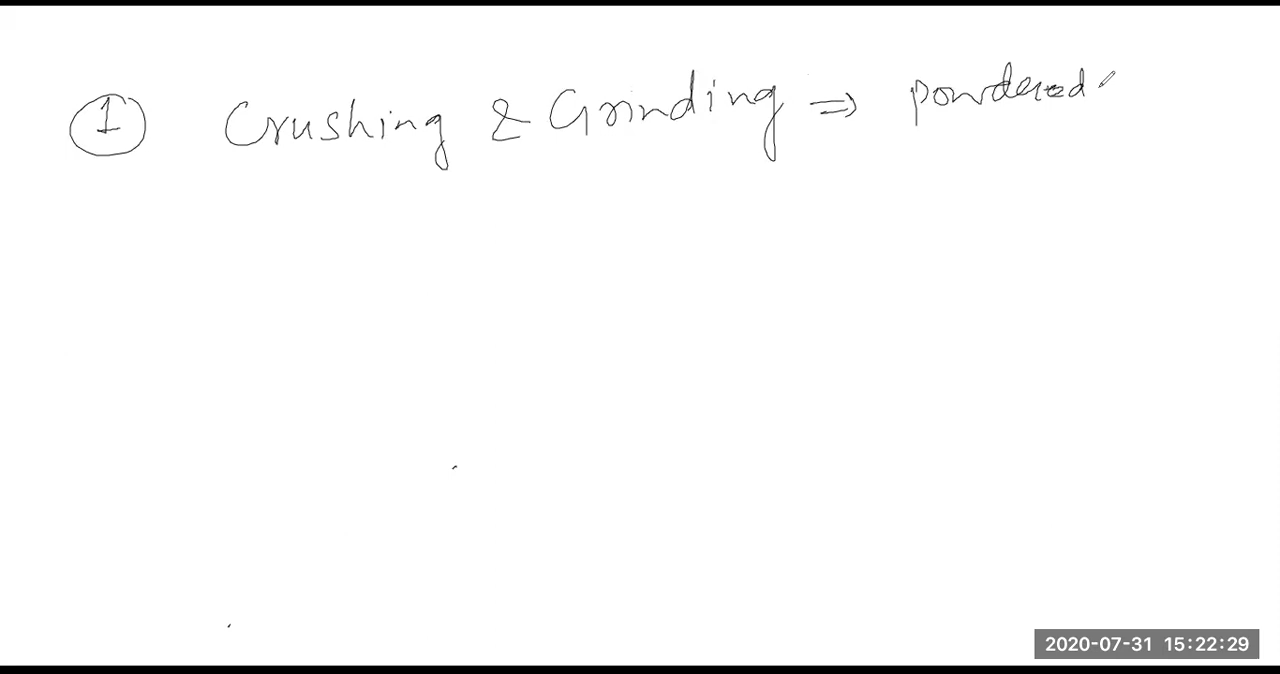 ① Crushing & Grinding ⇒ powdered
2020-07-31 15:22:29